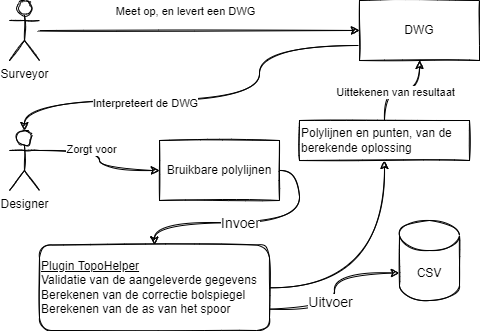 Meet op, en levert een DWG
DWG
Surveyor
Interpreteert de DWG
Uittekenen van resultaat
Zorgt voor
Polylijnen en punten, van de
berekende oplossing
Bruikbare polylijnen
Designer
Invoer
Plugin TopoHelper
Validatie van de aangeleverde gegevens
Berekenen van de correctie bolspiegel
Berekenen van de as van het spoor
CSV
Uitvoer